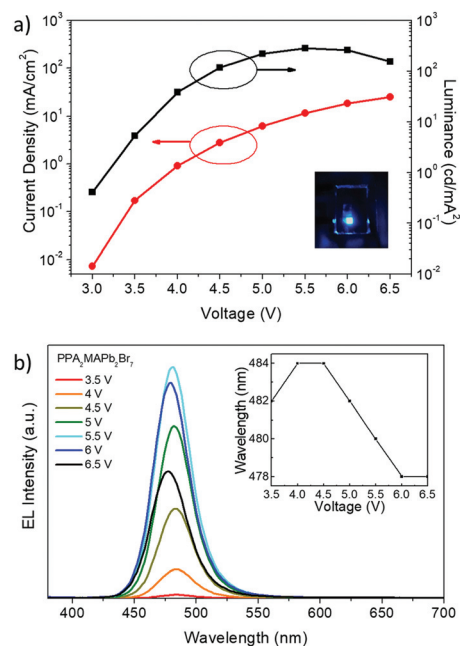 a)
10⁴
10³
10²
10¹
10⁰
10⁻¹
10⁻²
Current Density (mA/cm²)
10⁴
10³
10²
10¹
10⁰
10⁻¹
10⁻²
Luminance (cd/mA²)
3.0 3.5 4.0 4.5 5.0 5.5 6.0 6.5
Voltage (V)
b)
PPA₂MAPb₂Br₇
3.5 V
4 V
4.5 V
5 V
5.5 V
6 V
6.5 V
EL Intensity (a.u.)
484
482
480
478
Wavelength (nm)
3.5 4.0 4.5 5.0 5.5 6.0 6.5
Voltage (V)
400 450 500 550 600 650 700
Wavelength (nm)